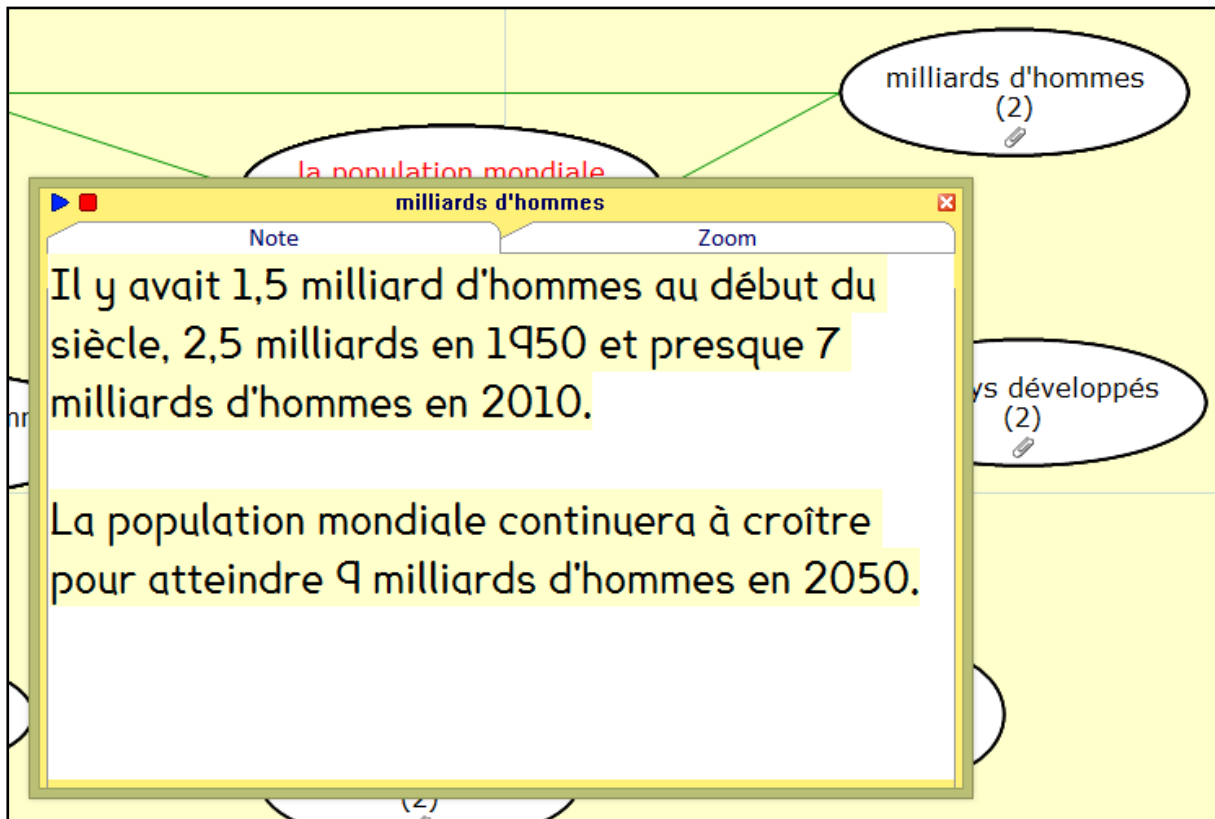 milliards d'hommes
(2)
la population mondiale
milliards d'hommes
Note
Zoom
Il y avait 1,5 milliard d'hommes au début du
siècle, 2,5 milliards en 1950 et presque 7
milliards d'hommes en 2010.
La population mondiale continuera à croître
pour atteindre 9 milliards d'hommes en 2050.
développés
(2)
(2)